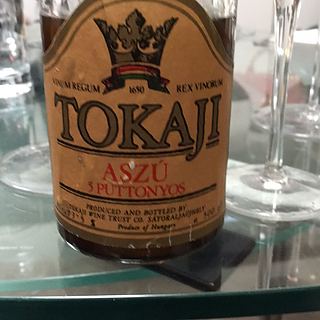 VINUM REGUM 1650 REX VINORUM
TOKAJI
ASZÚ
5 PUTTONYOS
PRODUCED AND BOTTLED BY
WINE TRUST CO. SÁTORALJAÚJHELY
Product of Hungary